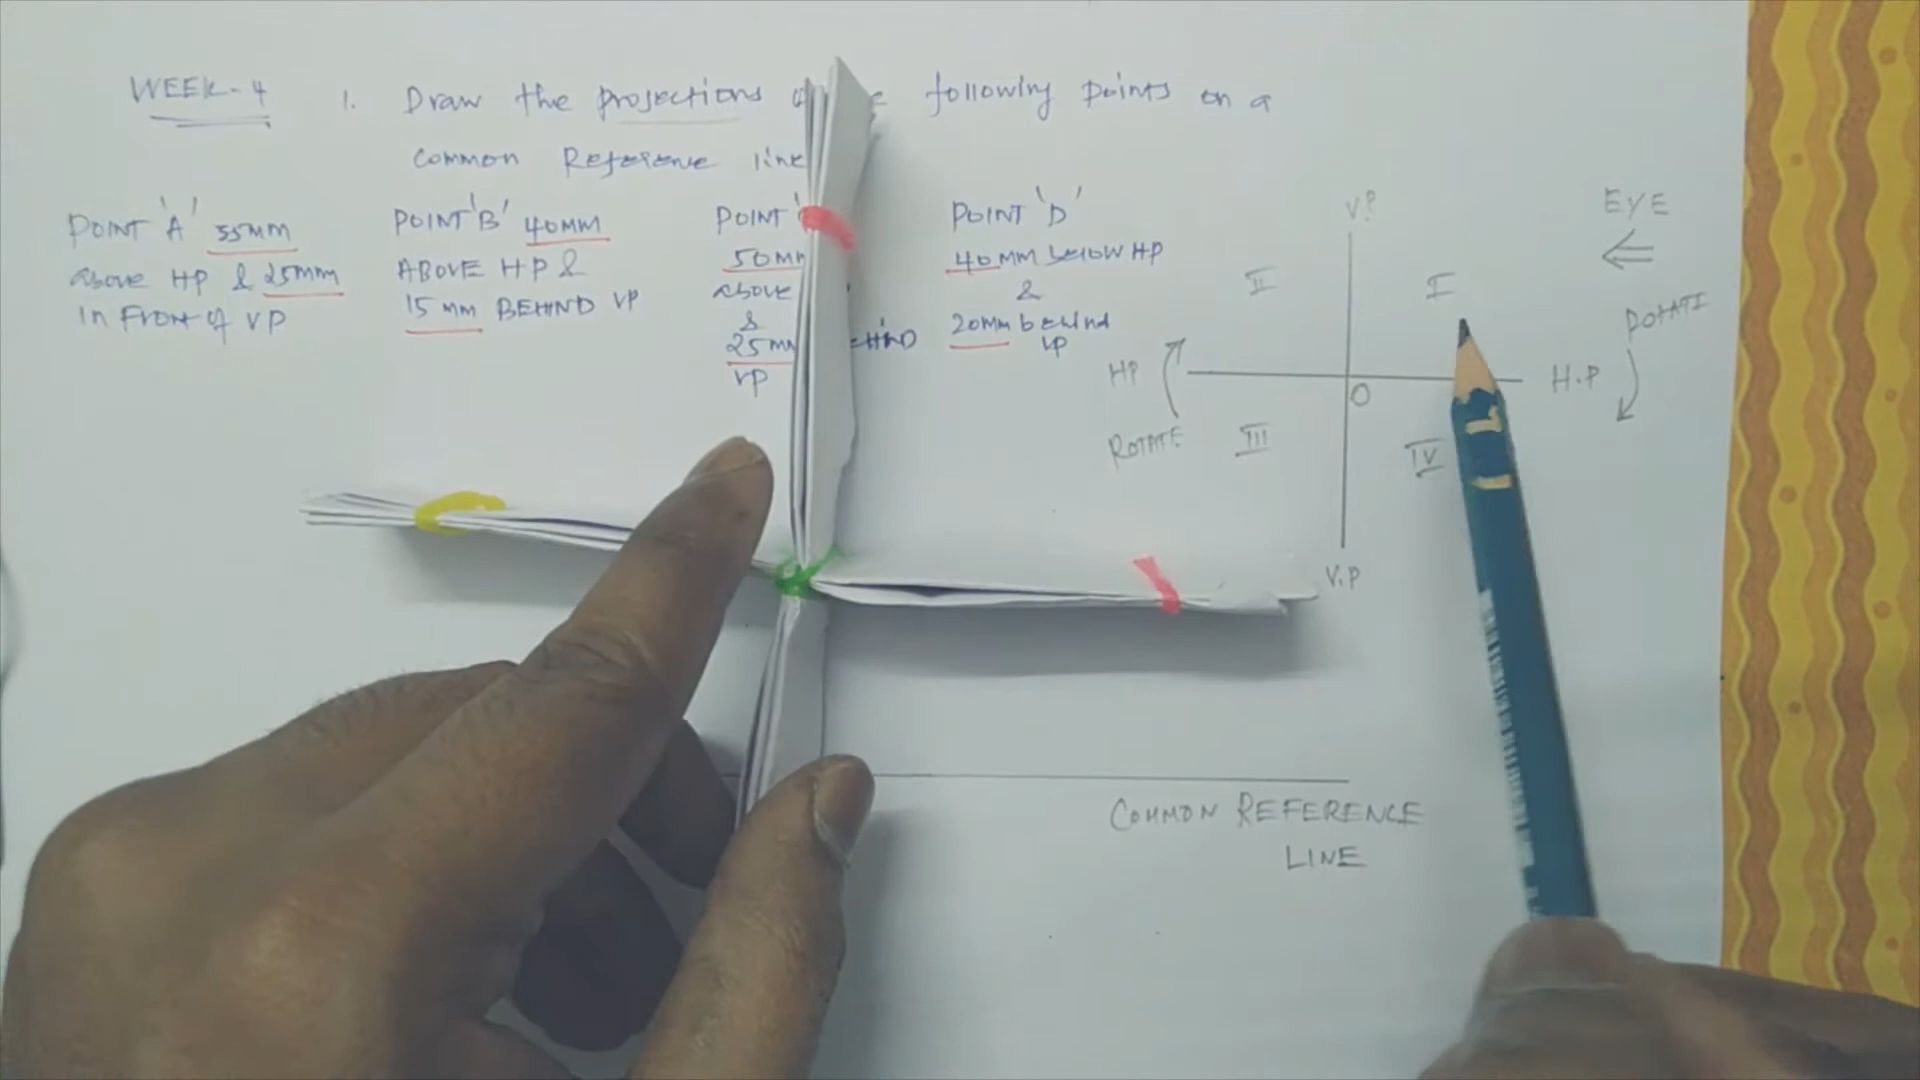 WEEK-4
1. Draw the projections following points on a
common Reference line
POINT 'A' 35MM
above HP & 25mm
in Front of VP
POINT 'B' 40MM
ABOVE HP &
15 mm BEHIND VP
POINT
50M
above
&
25mm
VP
POINT 'D'
40MM below HP
&
20mm behind
VP
V.P
EYE
II
I
ROTATE
HP
H.P
O
ROTATE
III
IV
V.P
COMMON REFERENCE
LINE